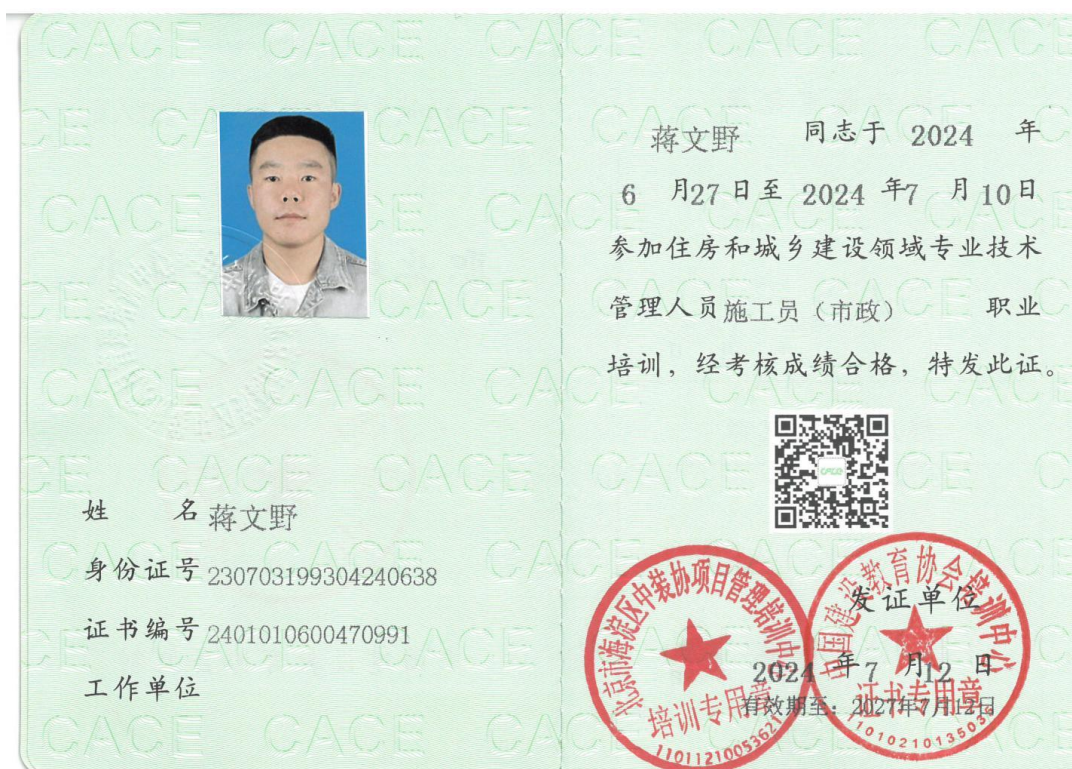 姓 名 蒋文野
身份证号 230703199304240638
证书编号 2401010600470991
工作单位
蒋文野 同志于 2024 年
6 月 27 日至 2024 年 7 月 10 日
参加住房和城乡建设领域专业技术
管理人员 施工员（市政） 职业
培训，经考核成绩合格，特发此证。
CACE
北京市海淀区中装协项目管理培训中心
培训专用章
11011210053621
中国建设教育协会培训中心
证书专用章
发证单位
2024 年 7 月 12 日
有效期至：2027年7月12日